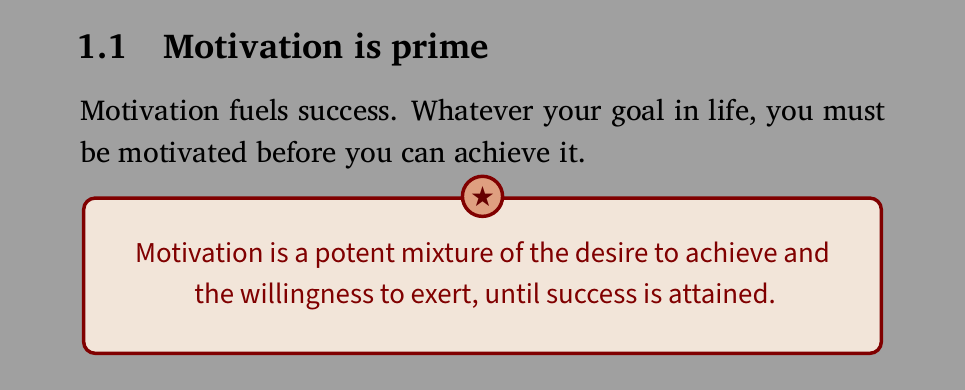 1.1 Motivation is prime
Motivation fuels success. Whatever your goal in life, you must
be motivated before you can achieve it.
Motivation is a potent mixture of the desire to achieve and
the willingness to exert, until success is attained.